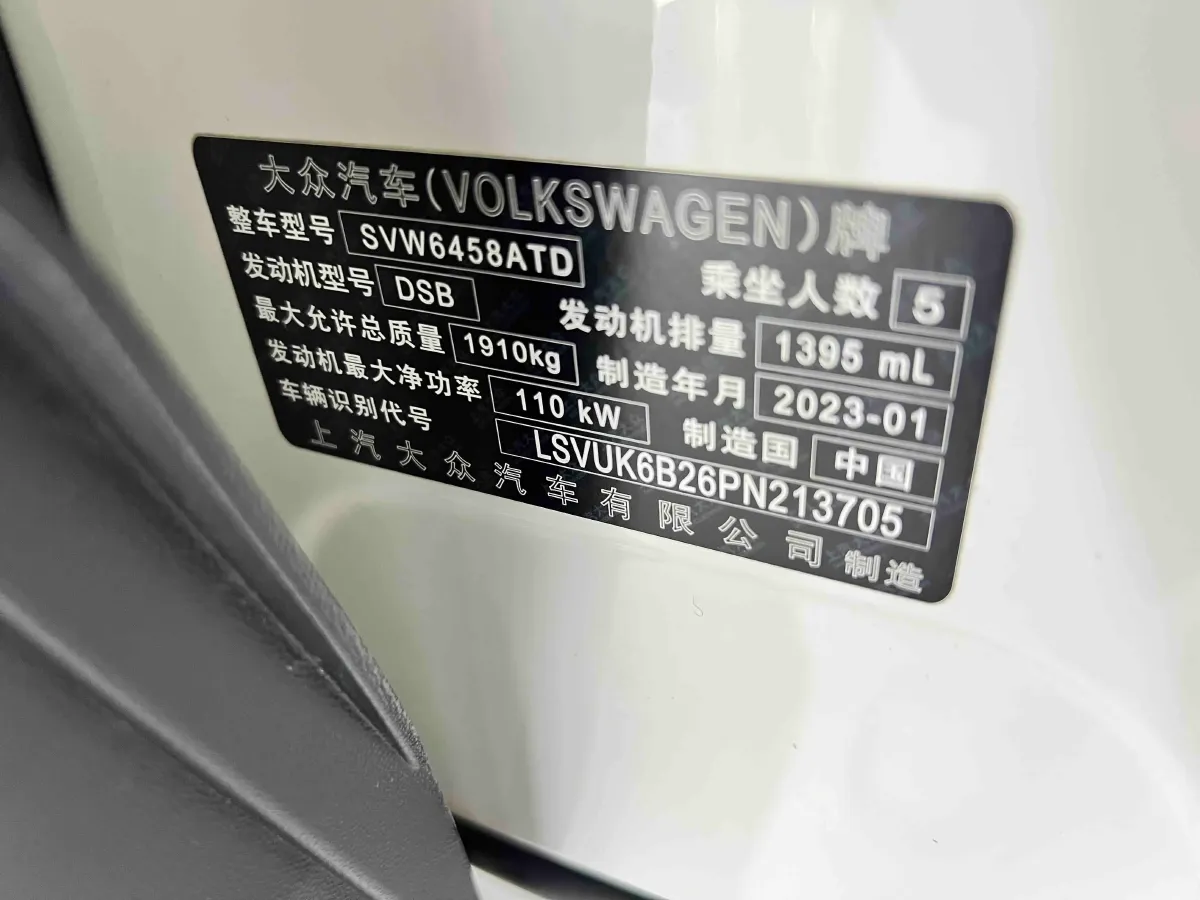 大众汽车(VOLKSWAGEN)牌
整车型号 SVW6458ATD 乘坐人数 5
发动机型号 DSB 发动机排量 1395 mL
最大允许总质量 1910kg 制造年月 2023-01
发动机最大净功率 110 kW 制造国 中国
车辆识别代号 LSVUK6B26PN213705
上汽大众汽车有限公司 制造